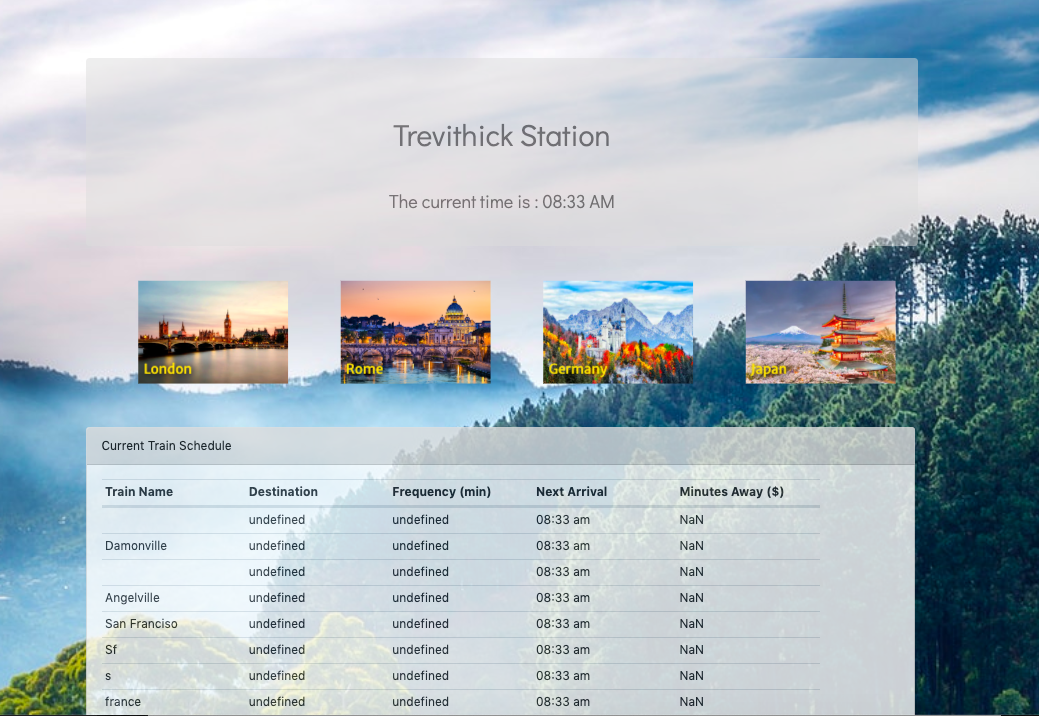 Trevithick Station
The current time is : 08:33 AM
London Rome Germany Japan
Current Train Schedule
Train Name Destination Frequency (min) Next Arrival Minutes Away ($)
undefined undefined 08:33 am NaN
Damonville undefined undefined 08:33 am NaN
undefined undefined 08:33 am NaN
Angelville undefined undefined 08:33 am NaN
San Franciso undefined undefined 08:33 am NaN
Sf undefined undefined 08:33 am NaN
s undefined undefined 08:33 am NaN
france undefined undefined 08:33 am NaN